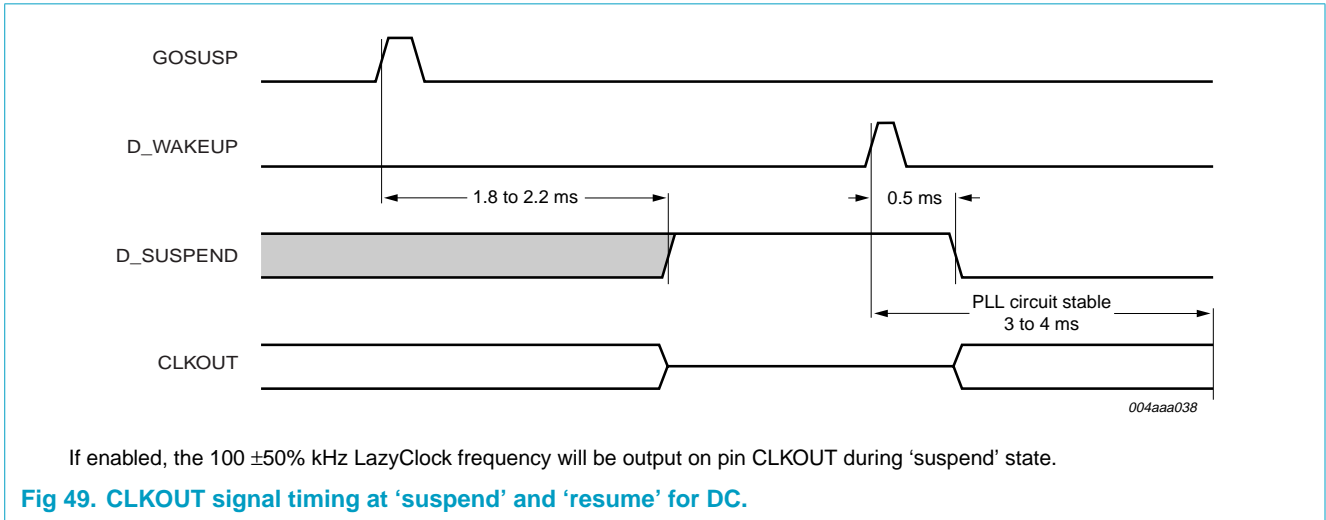 GOSUSP
D_WAKEUP
1.8 to 2.2 ms
0.5 ms
D_SUSPEND
PLL circuit stable
3 to 4 ms
CLKOUT
004aaa038
If enabled, the 100 ±50% kHz LazyClock frequency will be output on pin CLKOUT during ‘suspend’ state.
Fig 49. CLKOUT signal timing at ‘suspend’ and ‘resume’ for DC.